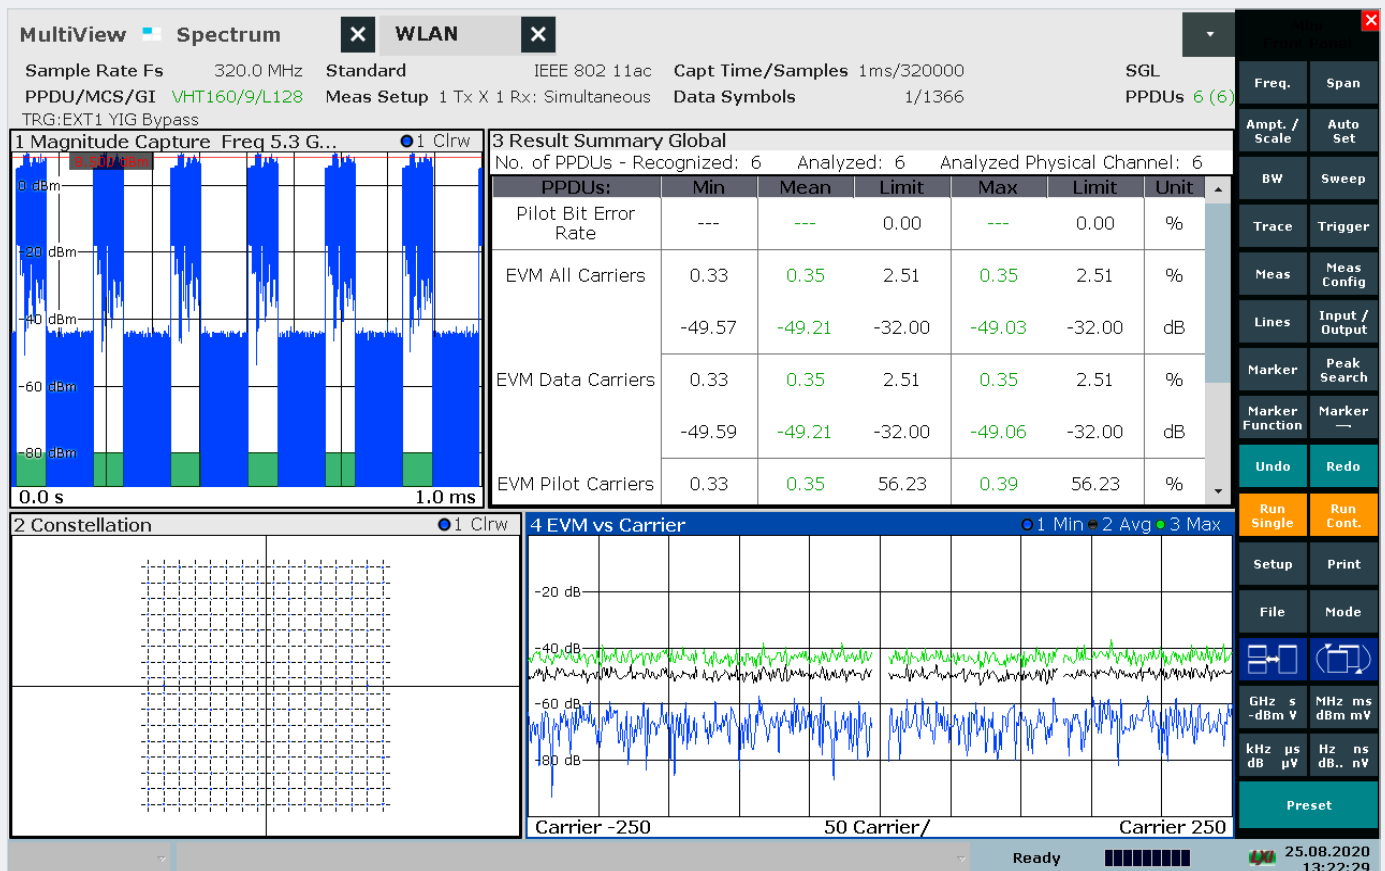 MultiView Spectrum WLAN
Sample Rate Fs 320.0 MHz Standard IEEE 802 11ac Capt Time/Samples 1ms/320000 SGL
PPDU/MCS/GI VHT160/9/L128 Meas Setup 1 Tx X 1 Rx: Simultaneous Data Symbols 1/1366 PPDUs 6 (6)
TRG:EXT1 YIG Bypass
1 Magnitude Capture Freq 5.3 G... 1 Clrw
0 dBm
-20 dBm
-40 dBm
-60 dBm
-80 dBm
0.0 s 1.0 ms
3 Result Summary Global
No. of PPDUs - Recognized: 6 Analyzed: 6 Analyzed Physical Channel: 6
PPDUs: Min Mean Limit Max Limit Unit
Pilot Bit Error
Rate
--- --- 0.00 --- 0.00 %
EVM All Carriers 0.33 0.35 2.51 0.35 2.51 %
-49.57 -49.21 -32.00 -49.03 -32.00 dB
EVM Data Carriers 0.33 0.35 2.51 0.35 2.51 %
-49.59 -49.21 -32.00 -49.06 -32.00 dB
EVM Pilot Carriers 0.33 0.35 56.23 0.39 56.23 %
2 Constellation 1 Clrw
4 EVM vs Carrier 1 Min 2 Avg 3 Max
-20 dB
-40 dB
-60 dB
-80 dB
Carrier -250 50 Carrier/ Carrier 250
Freq. Span
Ampt. /
Scale
Auto
Set
BW Sweep
Trace Trigger
Meas
Meas
Config
Lines
Input /
Output
Marker
Peak
Search
Marker
Function
Marker
→
Undo Redo
Run
Single
Run
Cont.
Setup Print
File Mode
GHz s
-dBm V
MHz ms
dBm mV
kHz µs
dB µV
Hz ns
dB.. nV
Preset
Ready
LXI
25.08.2020
13:22:29